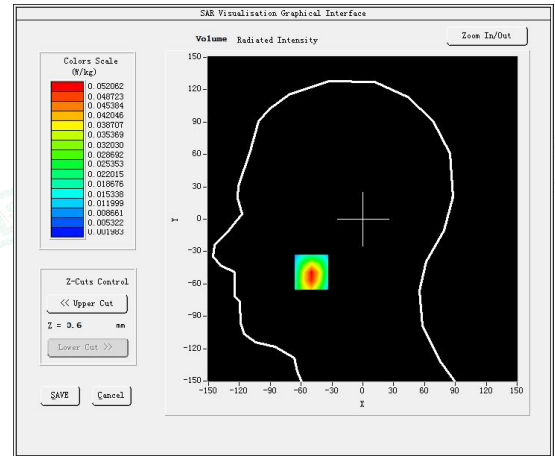 SAR Visualisation Graphical Interface
Volume Radiated Intensity
Zoom In/Out
Colors Scale
(W/kg)
0.052062
0.048723
0.045384
0.042046
0.038707
0.035369
0.032030
0.028692
0.025353
0.022015
0.018676
0.015338
0.011999
0.008661
0.005322
0.001983
Z-Cuts Control
<< Upper Cut
Z = 0.6 mm
Lower Cut >>
SAVE
Cancel
150
120
90
60
30
0
-30
-60
-90
-120
-150
Y
-150 -120 -90 -60 -30 0 30 60 90 120 150
X